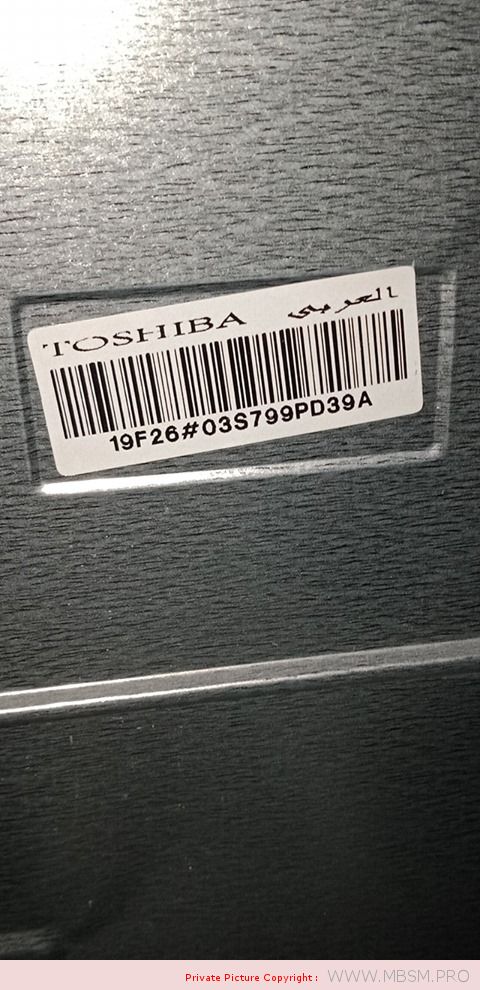 TOSHIBA العربي
19F26#03S799PD39A
Private Picture Copyright : WWW.MBSM.PRO